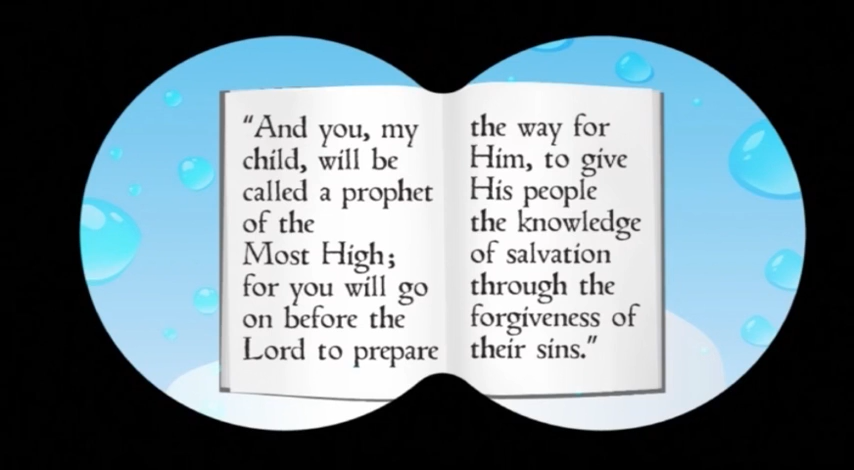 “And you, my
child, will be
called a prophet
of the
Most High;
for you will go
on before the
Lord to prepare
the way for
Him, to give
His people
the knowledge
of salvation
through the
forgiveness of
their sins.”